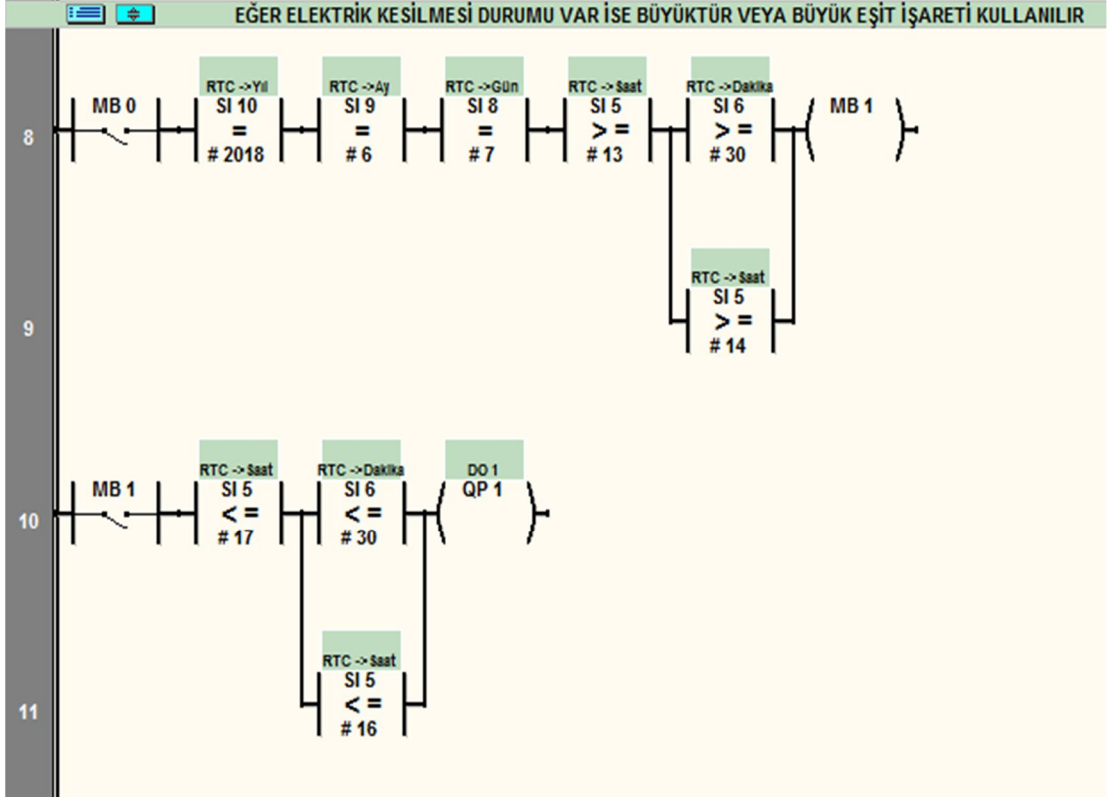 EĞER ELEKTRİK KESİLMESİ DURUMU VAR İSE BÜYÜKTÜR VEYA BÜYÜK EŞİT İŞARETİ KULLANILIR
RTC ->Yıl RTC ->Ay RTC ->Gün RTC -> Saat RTC ->Dakika
MB 0 SI 10 SI 9 SI 8 SI 5 SI 6 MB 1
8 = = = > = > =
# 2018 # 6 # 7 # 13 # 30
RTC -> Saat
SI 5
9 > =
# 14
RTC -> Saat RTC ->Dakika DO 1
MB 1 SI 5 SI 6 QP 1
10 < = < =
# 17 # 30
RTC -> Saat
SI 5
11 < =
# 16